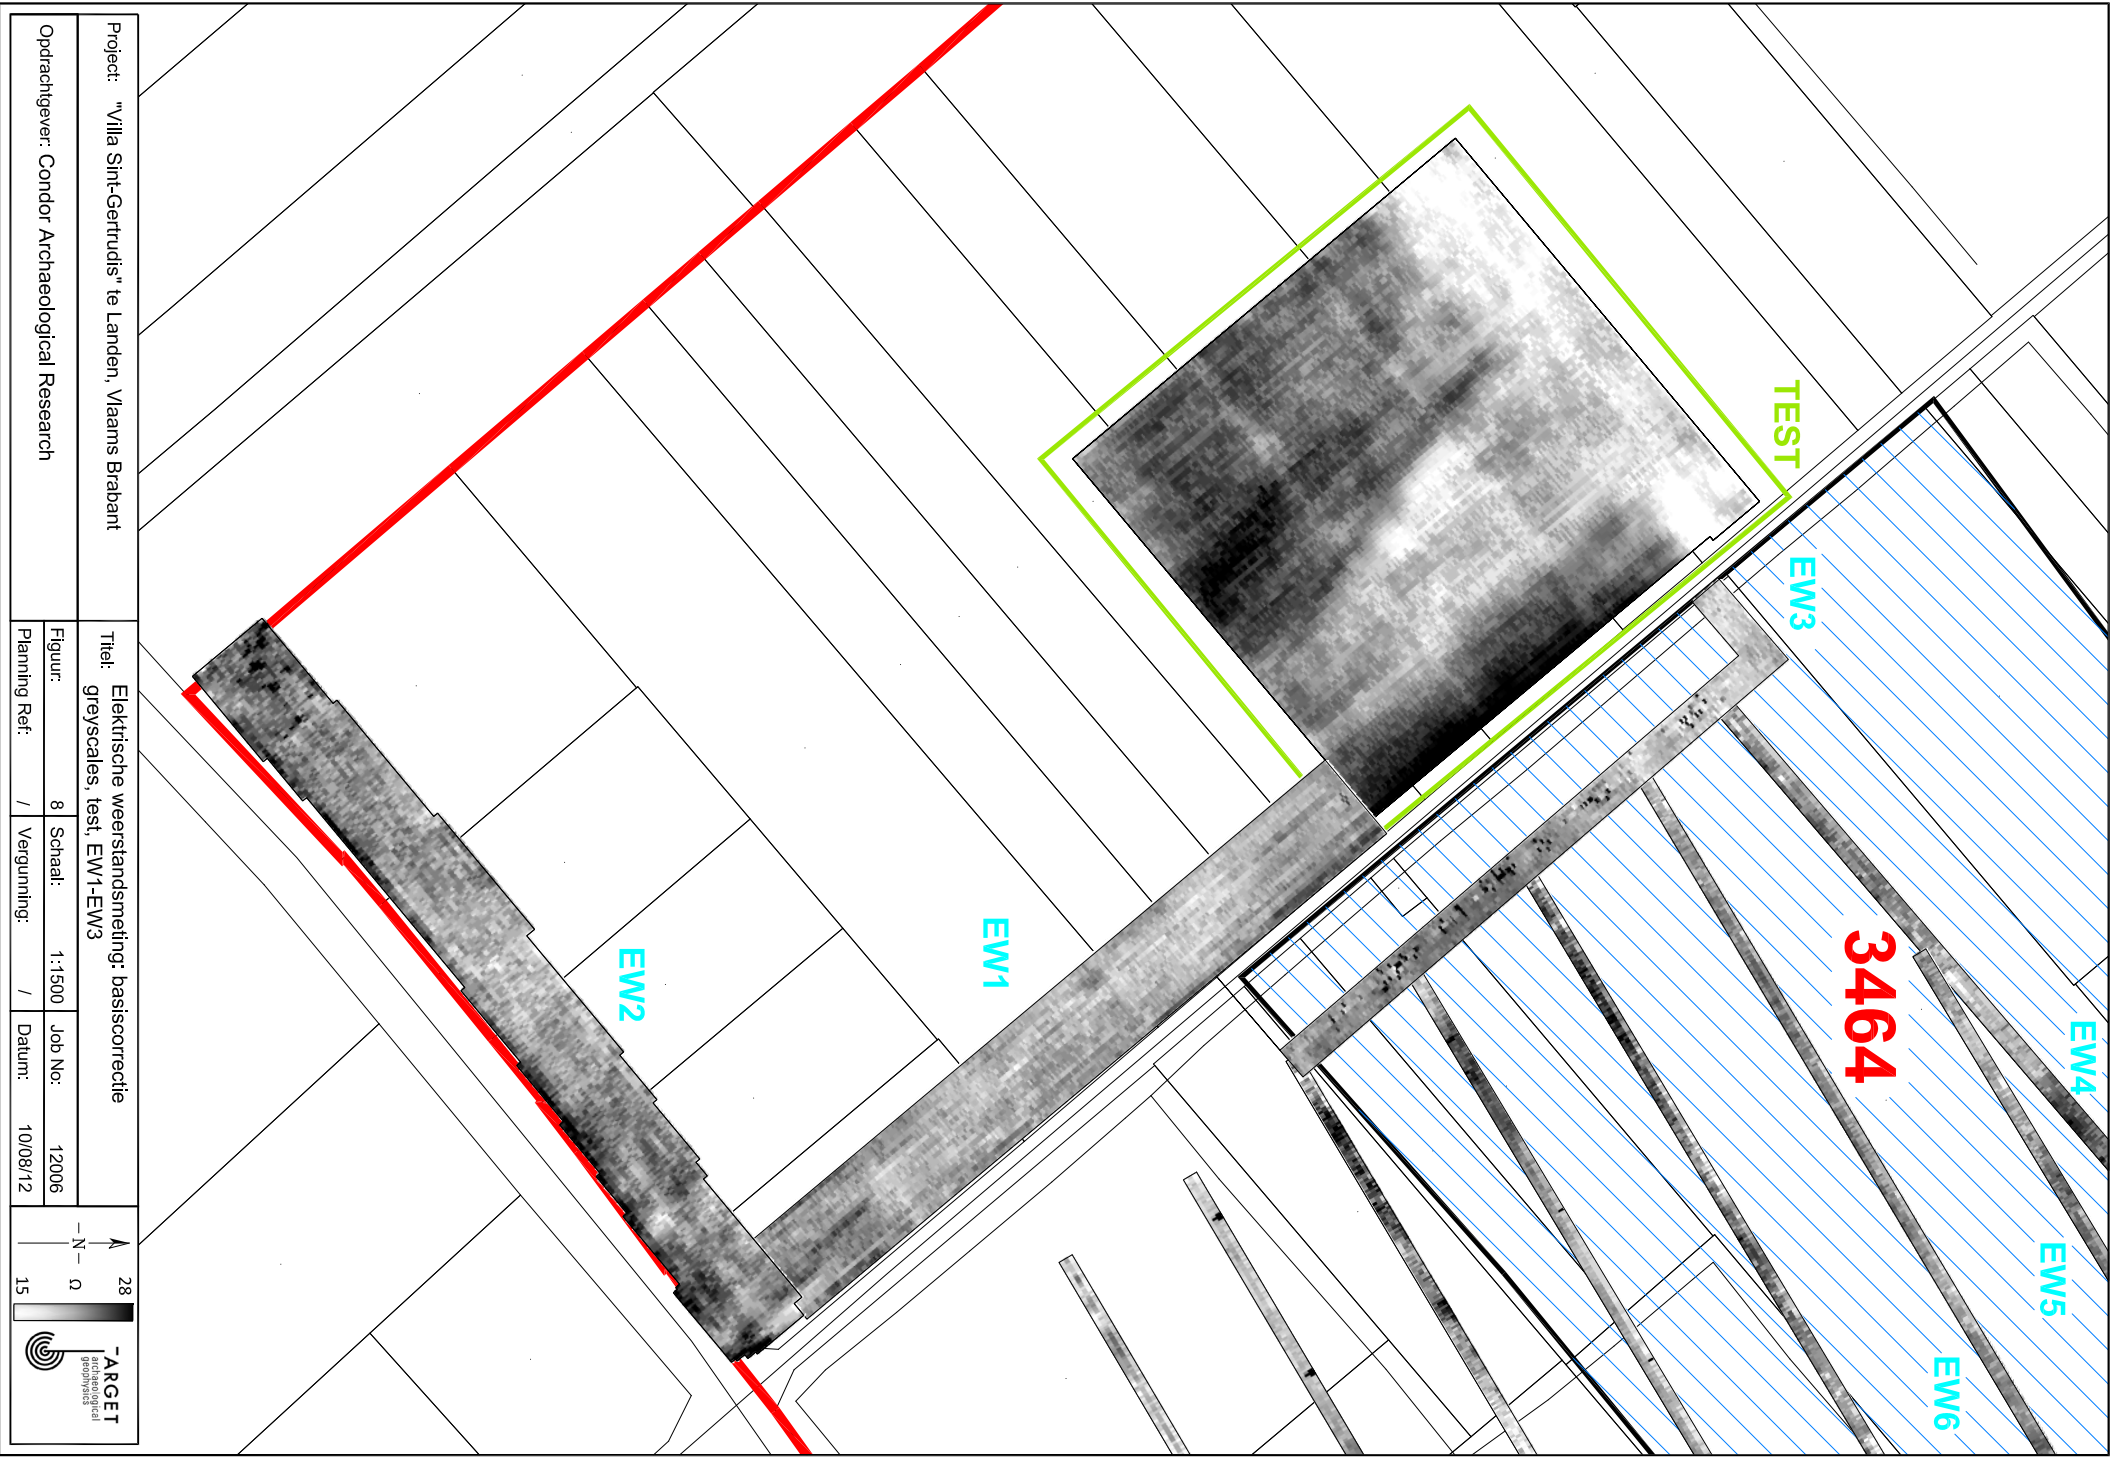 TEST
EW3
3464
EW4
EW1
EW2
EW5
EW6
Project: "Villa Sint-Gertrudis" te Landen, Vlaams Brabant
Opdrachtgever: Condor Archaeological Research
Titel: Elektrische weerstandsmeting: basiscorrectie
greyscales, test, EW1-EW3
Figuur: 8 Schaal: 1:1500 Job No: 12006
Planning Ref: / Vergunning: / Datum: 10/08/12
N
28
Ω
15
ARGET
archaeological
geophysics